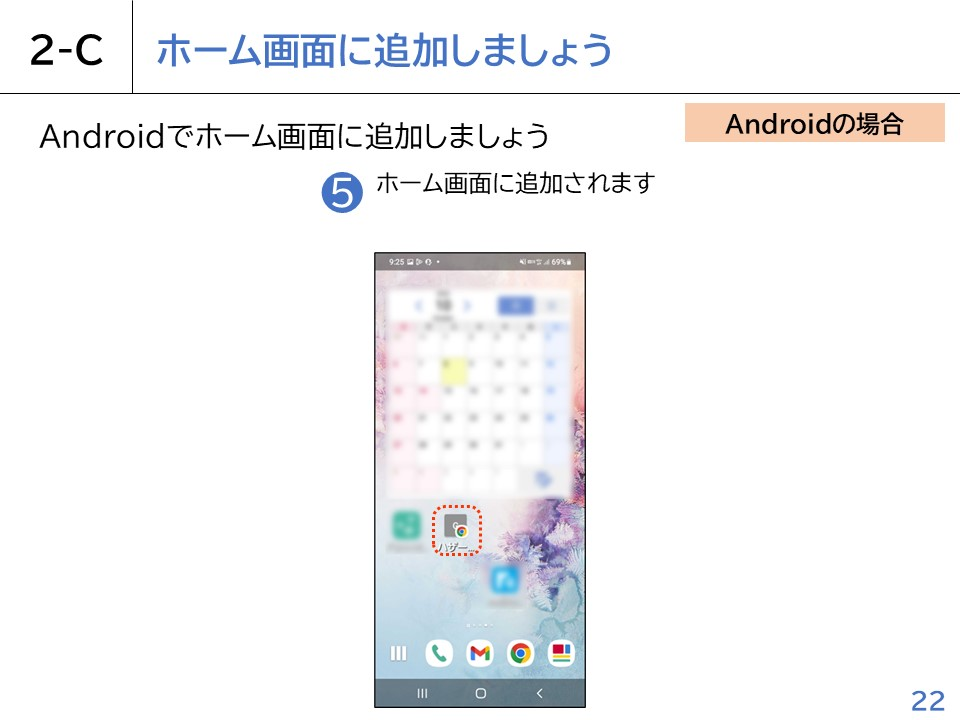 2-C
ホーム画面に追加しましょう
Androidでホーム画面に追加しましょう
Androidの場合
5 ホーム画面に追加されます
9:25
69%
G
ハザー...
22